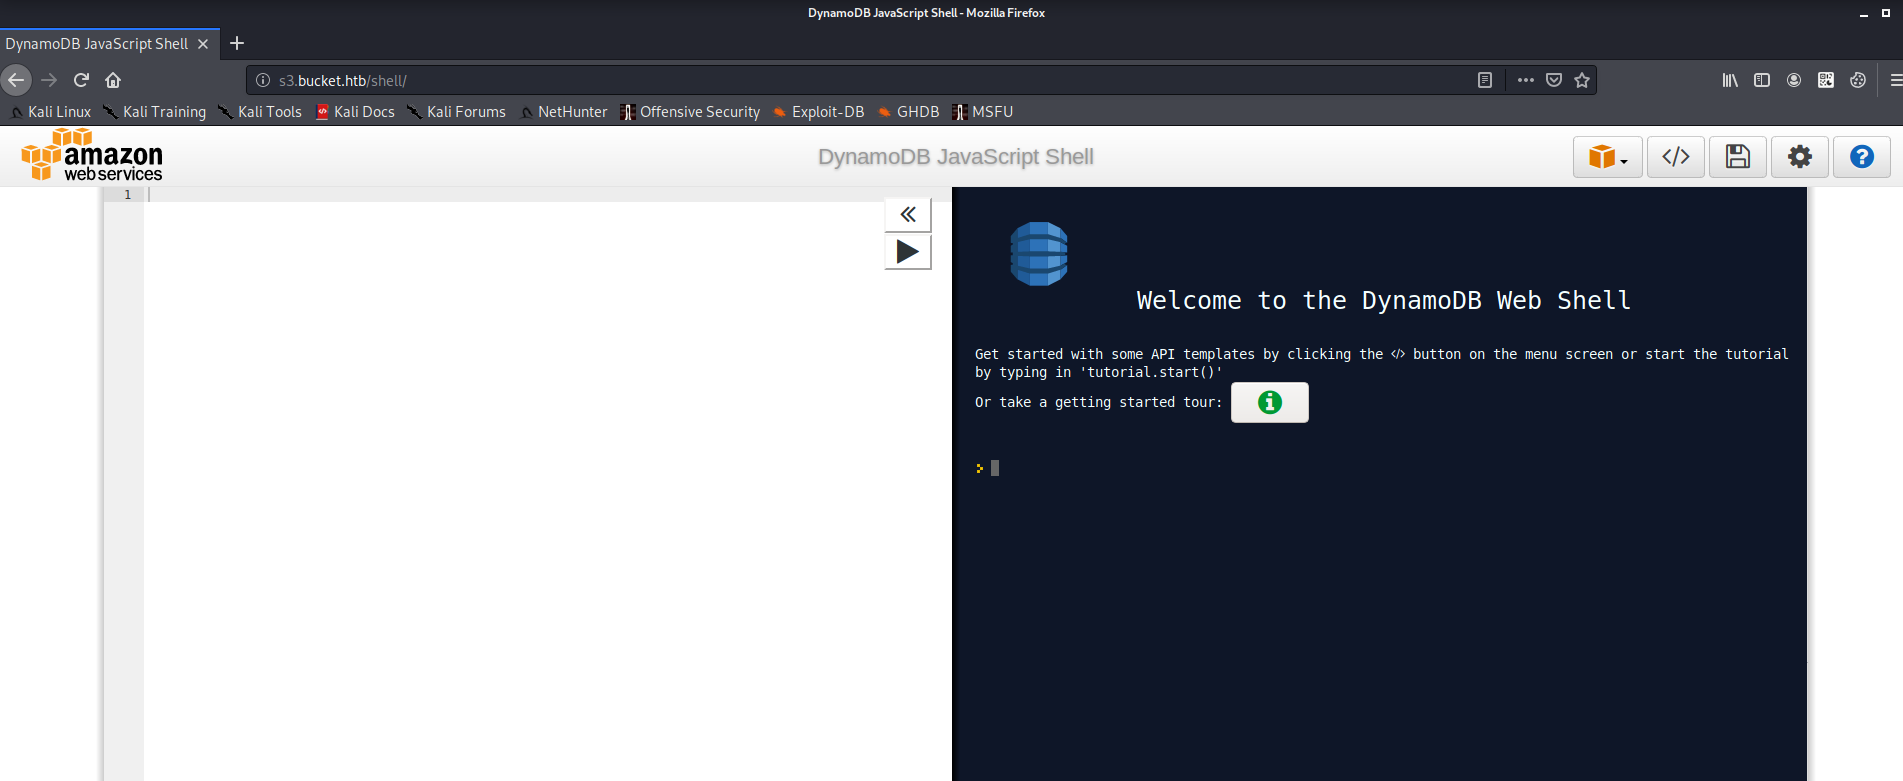 DynamoDB JavaScript Shell - Mozilla Firefox
DynamoDB JavaScript Shell
s3.bucket.htb/shell/
Kali Linux Kali Training Kali Tools Kali Docs Kali Forums NetHunter Offensive Security Exploit-DB GHDB MSFU
amazon
web services
DynamoDB JavaScript Shell
</>
?
1
«
Welcome to the DynamoDB Web Shell
Get started with some API templates by clicking the </> button on the menu screen or start the tutorial
by typing in 'tutorial.start()'
Or take a getting started tour: i
>